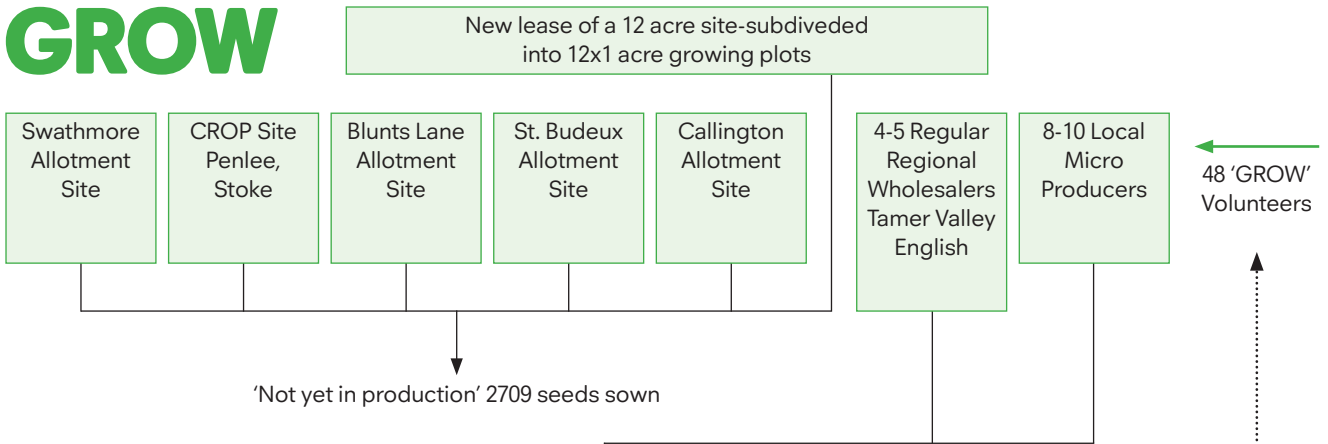 GROW
New lease of a 12 acre site-subdiveded
into 12x1 acre growing plots
Swathmore
Allotment
Site
CROP Site
Penlee,
Stoke
Blunts Lane
Allotment
Site
St. Budeux
Allotment
Site
Callington
Allotment
Site
4-5 Regular
Regional
Wholesalers
Tamer Valley
English
8-10 Local
Micro
Producers
48 ‘GROW’
Volunteers
‘Not yet in production’ 2709 seeds sown